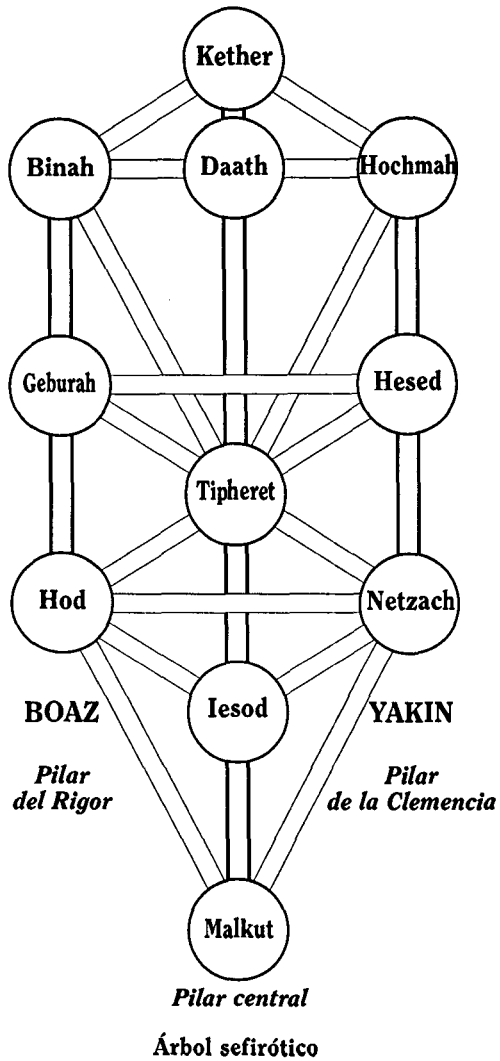 Kether
Binah
Daath
Hochmah
Geburah
Hesed
Tipheret
Hod
Netzach
Iesod
BOAZ
YAKIN
Pilar
del Rigor
Pilar
de la Clemencia
Malkut
Pilar central
Árbol sefirótico